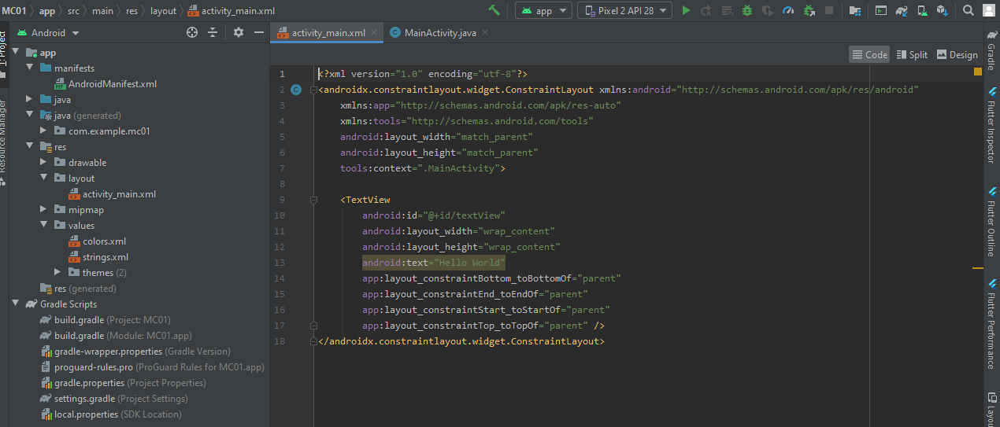 MC01 app src main res layout activity_main.xml app Pixel 2 API 28
Android
activity_main.xml MainActivity.java
Code Split Design
1: Project
Resource Manager
app
manifests
AndroidManifest.xml
java
java (generated)
com.example.mc01
res
drawable
layout
activity_main.xml
mipmap
values
colors.xml
strings.xml
themes (2)
res (generated)
Gradle Scripts
build.gradle (Project: MC01)
build.gradle (Module: MC01.app)
gradle-wrapper.properties (Gradle Version)
proguard-rules.pro (ProGuard Rules for MC01.app)
gradle.properties (Project Properties)
settings.gradle (Project Settings)
local.properties (SDK Location)
1 <?xml version="1.0" encoding="utf-8"?>
2 <androidx.constraintlayout.widget.ConstraintLayout xmlns:android="http://schemas.android.com/apk/res/android"
3 xmlns:app="http://schemas.android.com/apk/res-auto"
4 xmlns:tools="http://schemas.android.com/tools"
5 android:layout_width="match_parent"
6 android:layout_height="match_parent"
7 tools:context=".MainActivity">
8
9 <TextView
10 android:id="@+id/textView"
11 android:layout_width="wrap_content"
12 android:layout_height="wrap_content"
13 android:text="Hello World"
14 app:layout_constraintBottom_toBottomOf="parent"
15 app:layout_constraintEnd_toEndOf="parent"
16 app:layout_constraintStart_toStartOf="parent"
17 app:layout_constraintTop_toTopOf="parent" />
18 </androidx.constraintlayout.widget.ConstraintLayout>
Gradle
Flutter Inspector
Flutter Outline
Flutter Performance